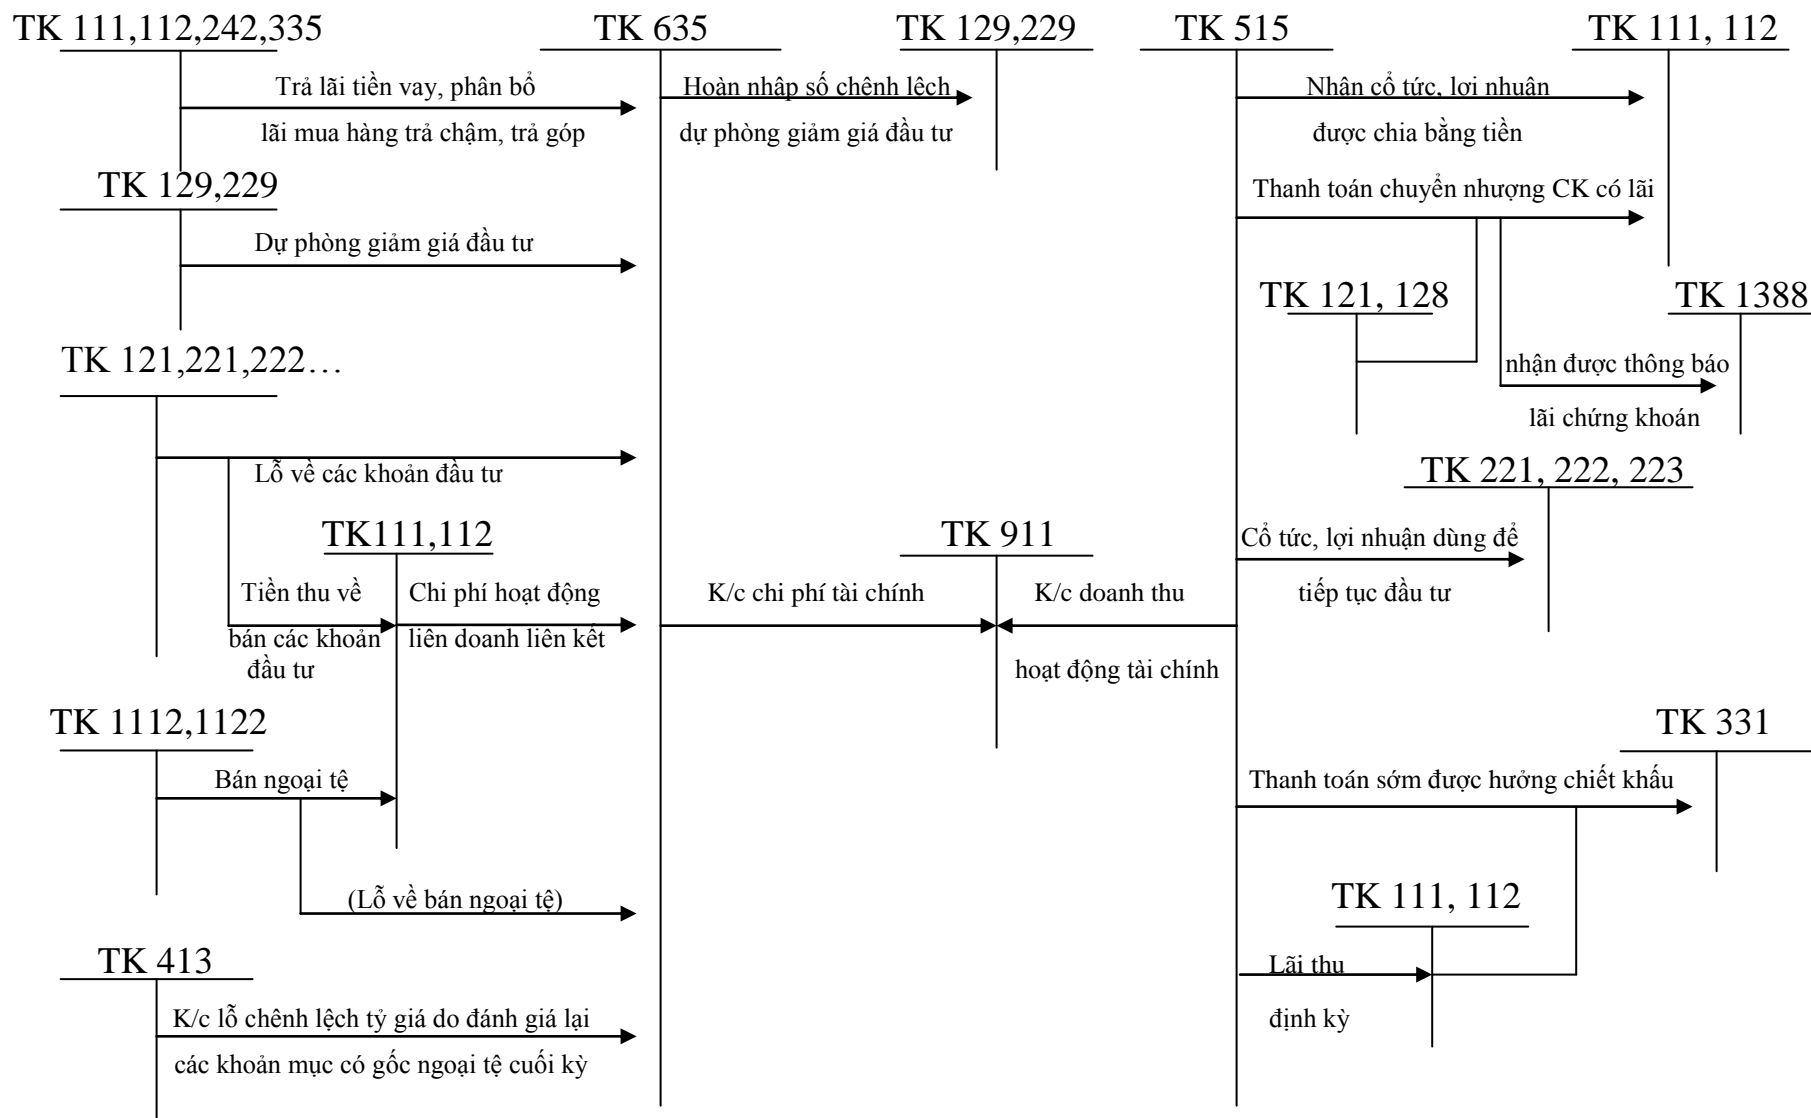 TK 111,112,242,335
TK 635
TK 129,229
TK 515
TK 111, 112
Trả lãi tiền vay, phân bổ
lãi mua hàng trả chậm, trả góp
Hoàn nhập số chênh lệch
dự phòng giảm giá đầu tư
Nhận cổ tức, lợi nhuận
được chia bằng tiền
TK 129,229
Thanh toán chuyển nhượng CK có lãi
Dự phòng giảm giá đầu tư
TK 121, 128
TK 1388
TK 121,221,222…
nhận được thông báo
lãi chứng khoán
Lỗ về các khoản đầu tư
TK 221, 222, 223
TK111,112
TK 911
Cổ tức, lợi nhuận dùng để
tiếp tục đầu tư
Tiền thu về
bán các khoản
đầu tư
Chi phí hoạt động
liên doanh liên kết
K/c chi phí tài chính
K/c doanh thu
hoạt động tài chính
TK 1112,1122
TK 331
Bán ngoại tệ
Thanh toán sớm được hưởng chiết khấu
(Lỗ về bán ngoại tệ)
TK 111, 112
TK 413
Lãi thu
định kỳ
K/c lỗ chênh lệch tỷ giá do đánh giá lại
các khoản mục có gốc ngoại tệ cuối kỳ